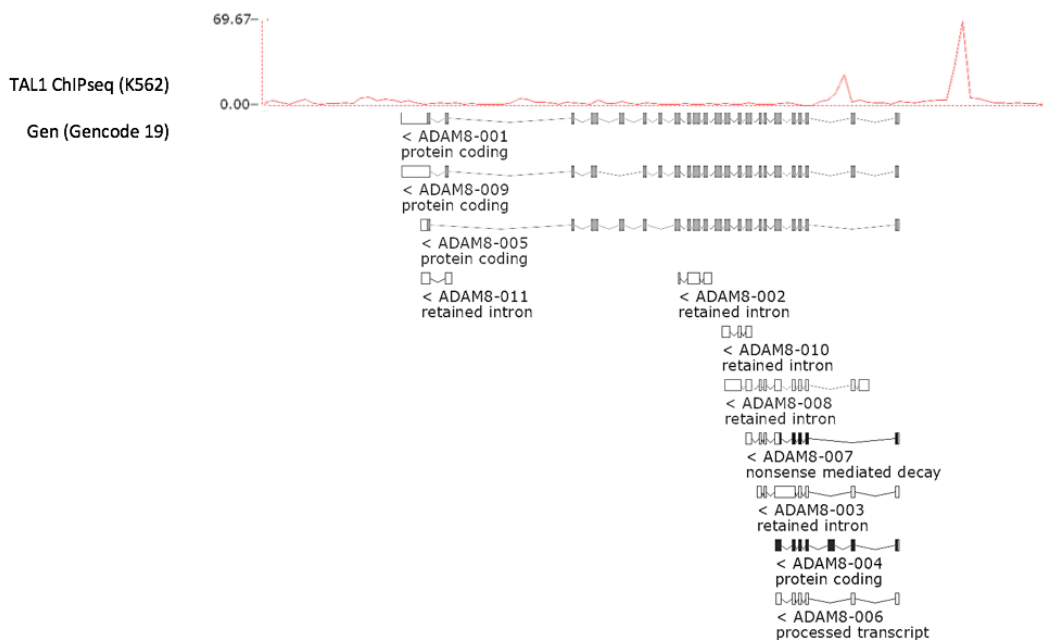 69.67
TAL1 ChIPseq (K562)
0.00
Gen (Gencode 19)
< ADAM8-001
protein coding
< ADAM8-009
protein coding
< ADAM8-005
protein coding
< ADAM8-011
retained intron
< ADAM8-002
retained intron
< ADAM8-010
retained intron
< ADAM8-008
retained intron
< ADAM8-007
nonsense mediated decay
< ADAM8-003
retained intron
< ADAM8-004
protein coding
< ADAM8-006
processed transcript